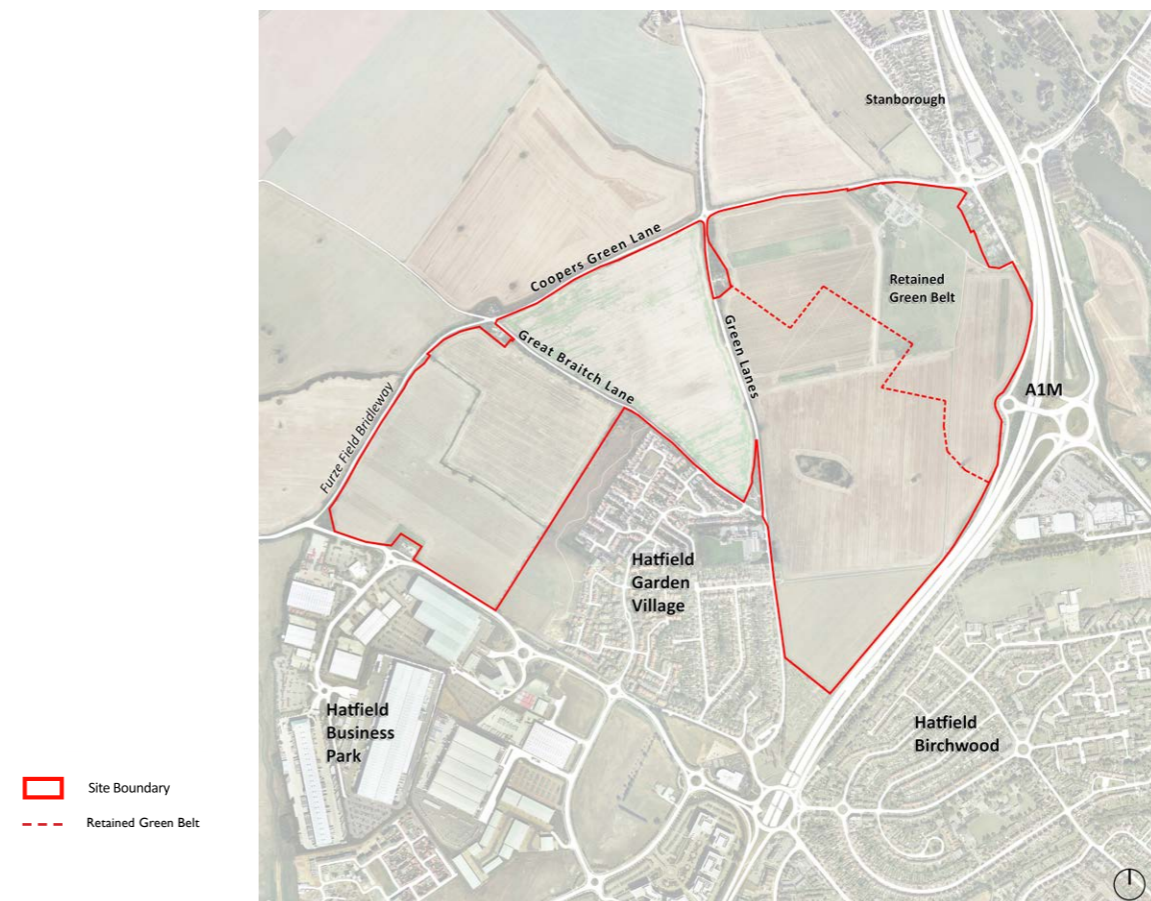 Stanborough
Coopers Green Lane
Retained
Green Belt
Great Braitch Lane
Green Lanes
A1M
Furze Field Bridleway
Hatfield
Garden
Village
Hatfield
Business
Park
Hatfield
Birchwood
Site Boundary
Retained Green Belt